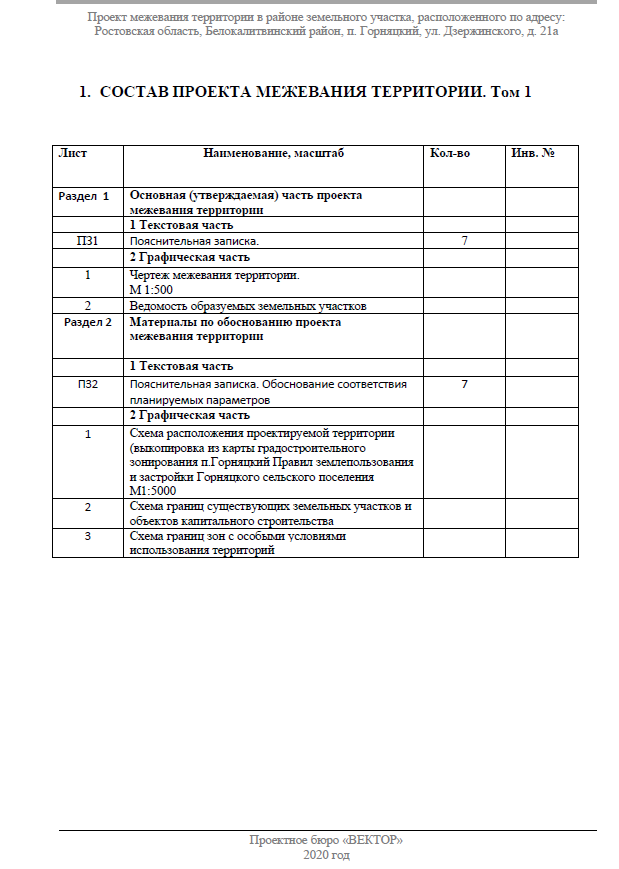 Проект межевания территории в районе земельного участка, расположенного по адресу:
Ростовская область, Белокалитвинский район, п. Горняцкий, ул. Дзержинского, д. 21а
1. СОСТАВ ПРОЕКТА МЕЖЕВАНИЯ ТЕРРИТОРИИ. Том 1
Лист Наименование, масштаб Кол-во Инв. №
Раздел 1 Основная (утверждаемая) часть проекта
межевания территории
1 Текстовая часть
ПЗ1 Пояснительная записка. 7
2 Графическая часть
1 Чертеж межевания территории.
М 1:500
2 Ведомость образуемых земельных участков
Раздел 2 Материалы по обоснованию проекта
межевания территории
1 Текстовая часть
ПЗ2 Пояснительная записка. Обоснование соответствия 7
планируемых параметров
2 Графическая часть
1 Схема расположения проектируемой территории
(выкопировка из карты градостроительного
зонирования п.Горняцкий Правил землепользования
и застройки Горняцкого сельского поселения
М1:5000
2 Схема границ существующих земельных участков и
объектов капитального строительства
3 Схема границ зон с особыми условиями
использования территорий
Проектное бюро «ВЕКТОР»
2020 год